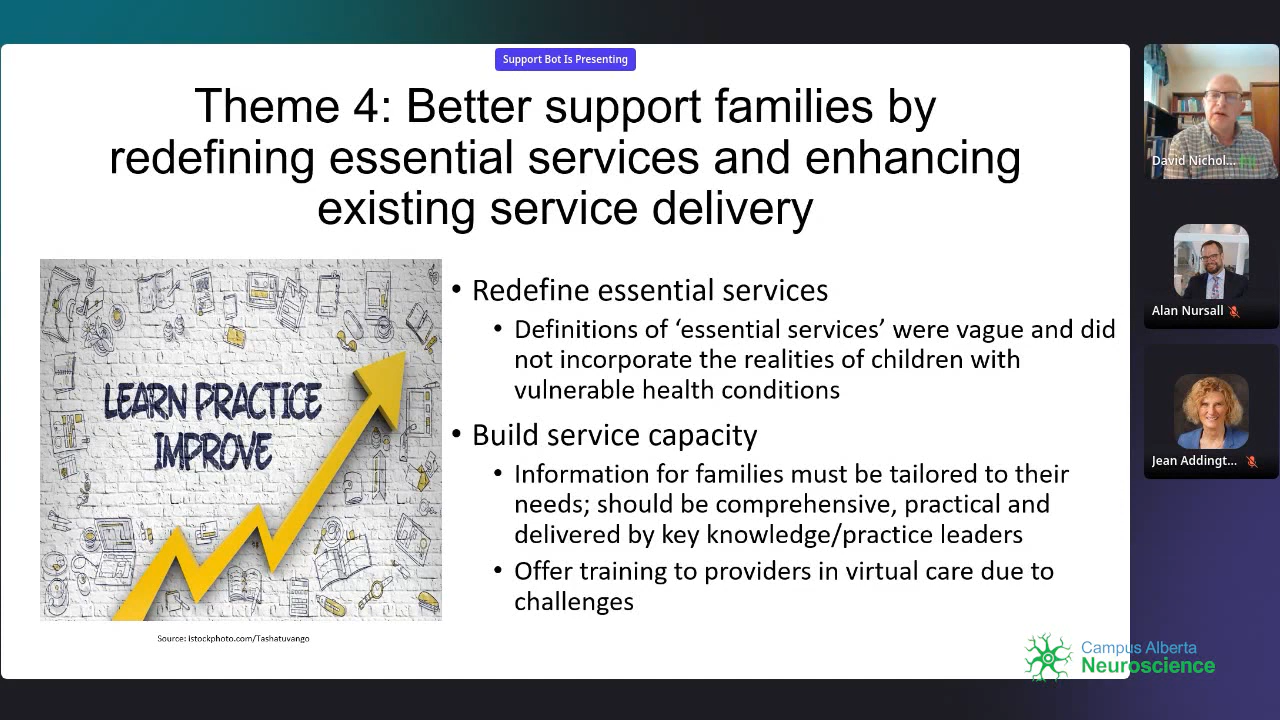 Support Bot Is Presenting
Theme 4: Better support families by
redefining essential services and enhancing
existing service delivery
LEARN PRACTICE
IMPROVE
Source: istockphoto.com/Tashatuvango
• Redefine essential services
• Definitions of ‘essential services’ were vague and did
not incorporate the realities of children with
vulnerable health conditions
• Build service capacity
• Information for families must be tailored to their
needs; should be comprehensive, practical and
delivered by key knowledge/practice leaders
• Offer training to providers in virtual care due to
challenges
David Nichol...
Alan Nursall
Jean Addingt...
Campus Alberta
Neuroscience